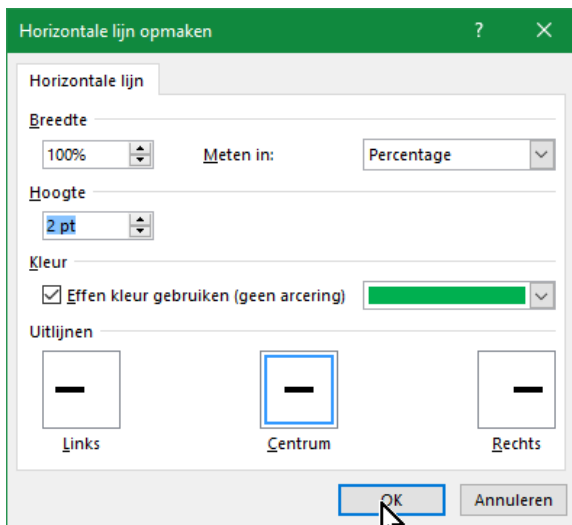 Horizontale lijn opmaken ?
Horizontale lijn
Breedte
100% Meten in: Percentage
Hoogte
2 pt
Kleur
Effen kleur gebruiken (geen arcering)
Uitlijnen
Links Centrum Rechts
OK Annuleren